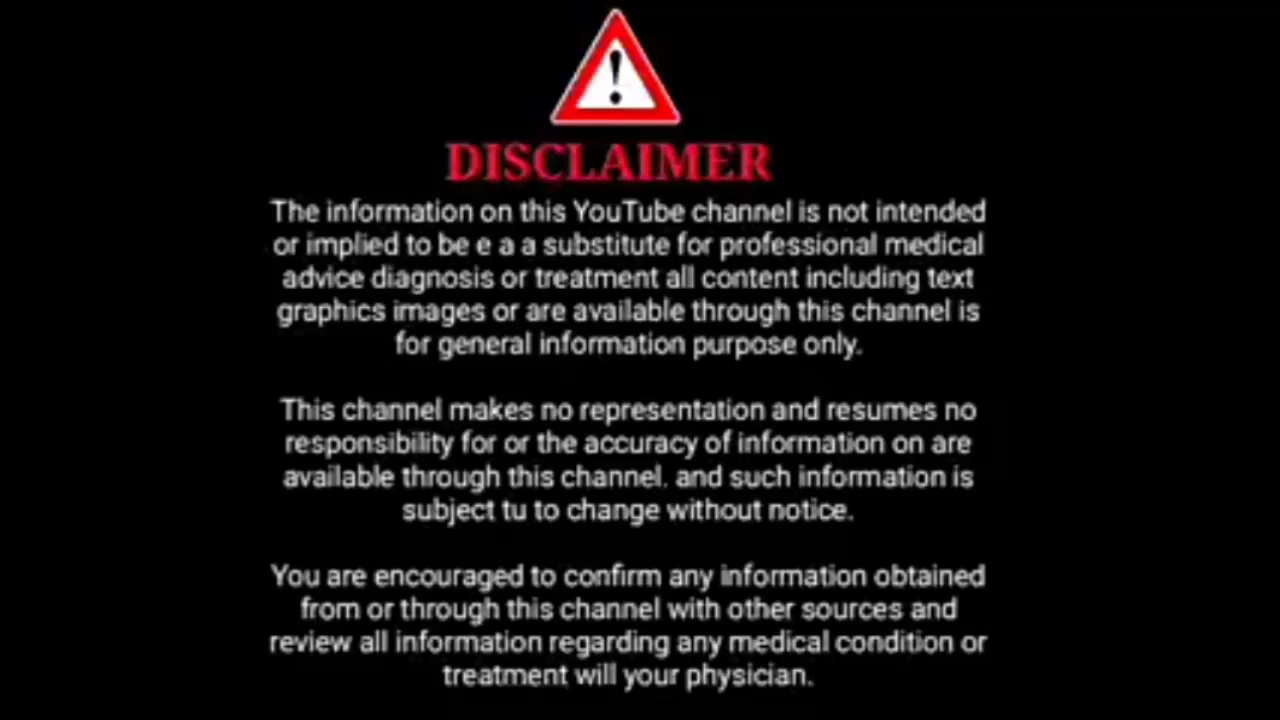 DISCLAIMER
The information on this YouTube channel is not intended
or implied to be e a a substitute for professional medical
advice diagnosis or treatment all content including text
graphics images or are available through this channel is
for general information purpose only.
This channel makes no representation and resumes no
responsibility for or the accuracy of information on are
available through this channel. and such information is
subject tu to change without notice.
You are encouraged to confirm any information obtained
from or through this channel with other sources and
review all information regarding any medical condition or
treatment will your physician.